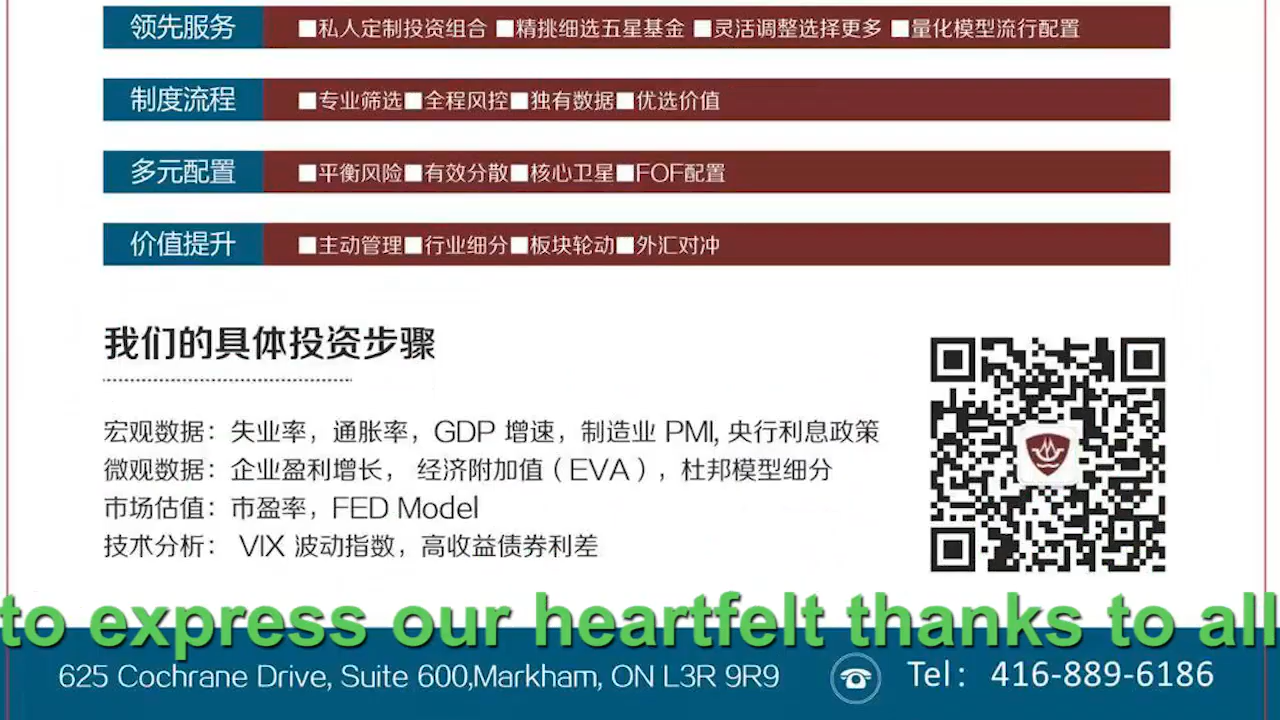 领先服务 ■私人定制投资组合 ■精挑细选五星基金 ■灵活调整选择更多 ■量化模型流行配置
制度流程 ■专业筛选■全程风控■独有数据■优选价值
多元配置 ■平衡风险■有效分散■核心卫星■FOF配置
价值提升 ■主动管理■行业细分■板块轮动■外汇对冲
我们的具体投资步骤
宏观数据：失业率，通胀率，GDP 增速，制造业 PMI, 央行利息政策
微观数据：企业盈利增长， 经济附加值（EVA），杜邦模型细分
市场估值：市盈率，FED Model
技术分析： VIX 波动指数，高收益债券利差
to express our heartfelt thanks to all
625 Cochrane Drive, Suite 600,Markham, ON L3R 9R9
Tel：416-889-6186